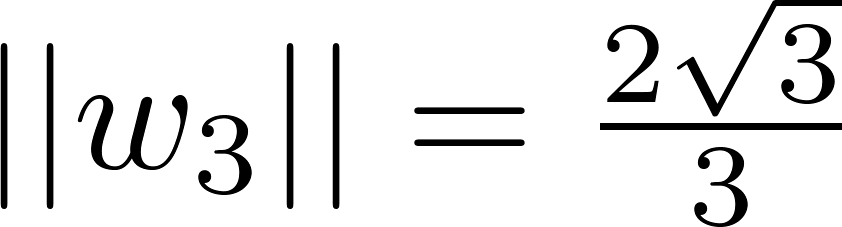 ||w₃|| = 2√3/3